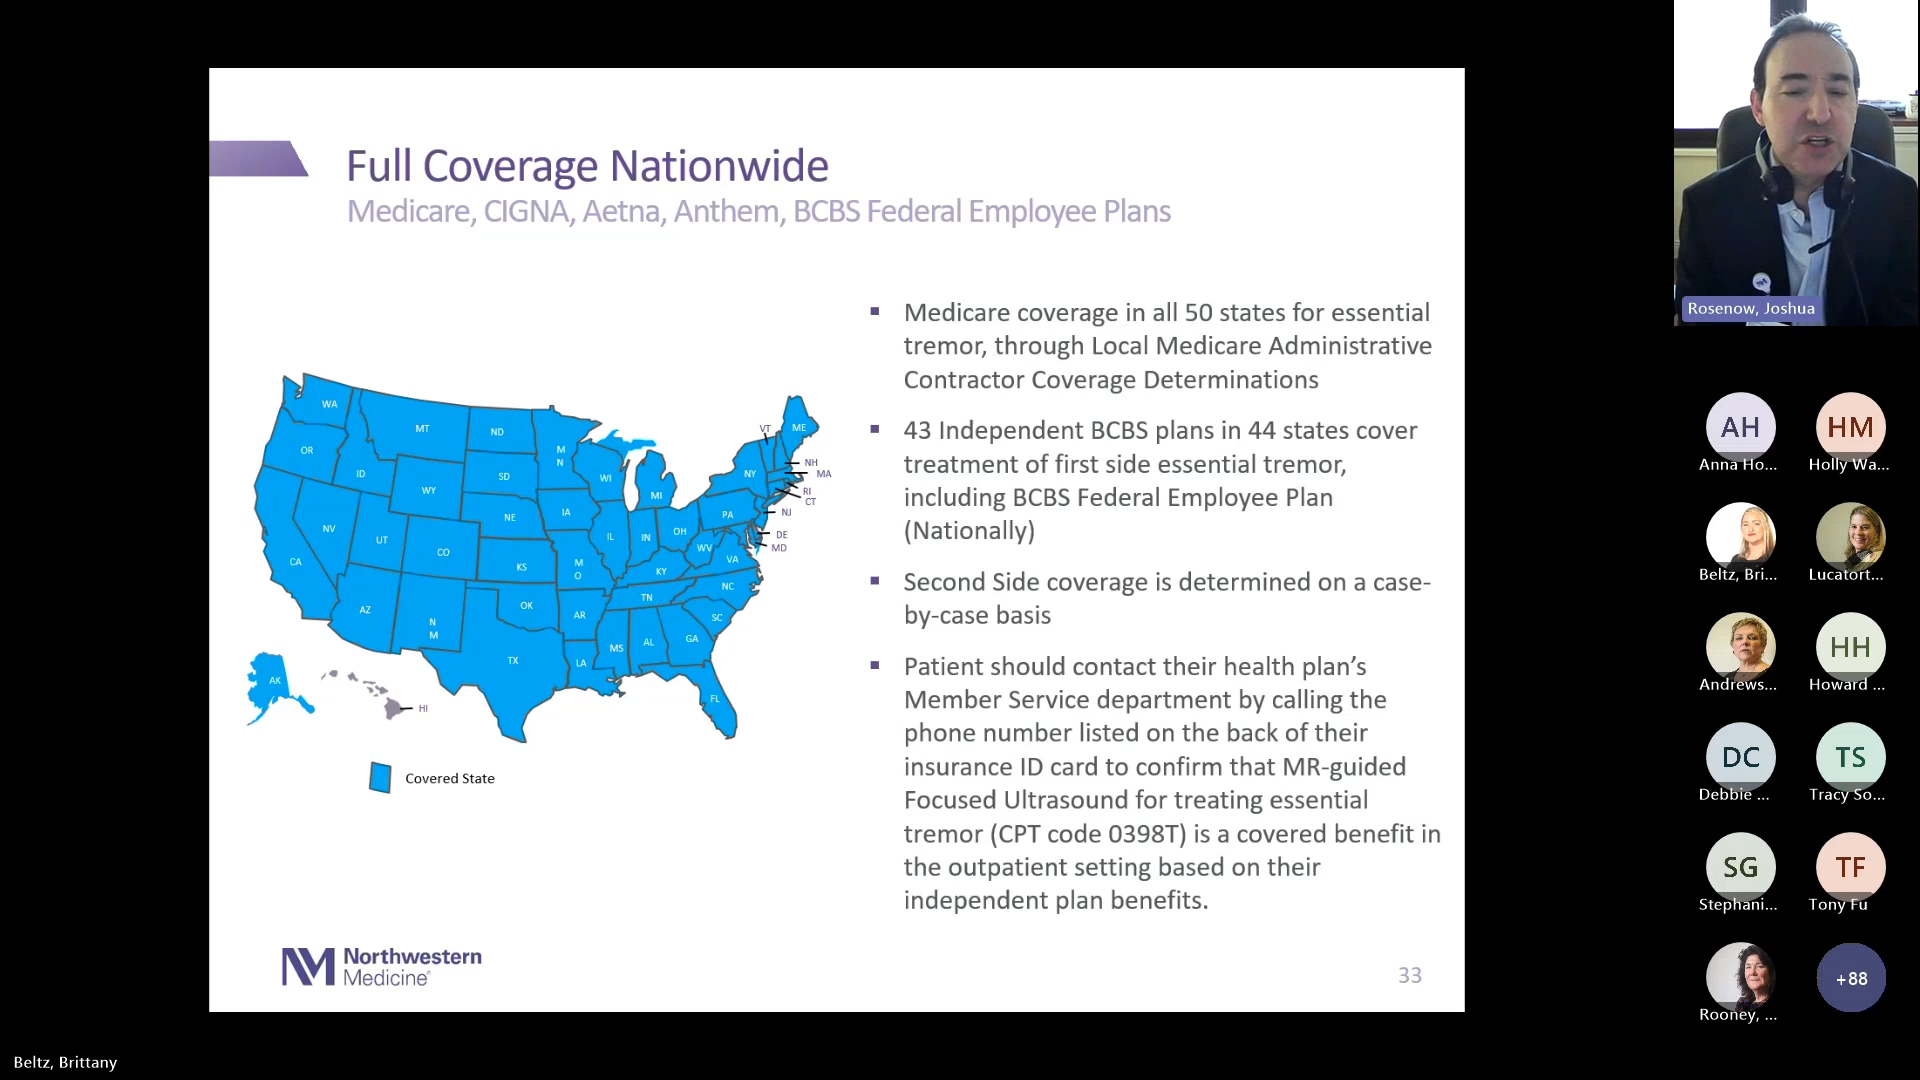 Full Coverage Nationwide
Medicare, CIGNA, Aetna, Anthem, BCBS Federal Employee Plans
▪ Medicare coverage in all 50 states for essential
tremor, through Local Medicare Administrative
Contractor Coverage Determinations
▪ 43 Independent BCBS plans in 44 states cover
treatment of first side essential tremor,
including BCBS Federal Employee Plan
(Nationally)
▪ Second Side coverage is determined on a case-
by-case basis
▪ Patient should contact their health plan’s
Member Service department by calling the
phone number listed on the back of their
insurance ID card to confirm that MR-guided
Focused Ultrasound for treating essential
tremor (CPT code 0398T) is a covered benefit in
the outpatient setting based on their
independent plan benefits.
WA
OR
CA
NV
ID
MT
WY
UT
AZ
CO
N
M
ND
SD
NE
KS
OK
TX
M
N
IA
M
O
AR
LA
WI
IL
MS
MI
IN
KY
TN
AL
OH
WV
VA
NC
SC
GA
FL
PA
NY
VT
ME
NH
MA
RI
CT
NJ
DE
MD
AK
HI
Covered State
Northwestern
Medicine®
33
Rosenow, Joshua
AH
Anna Ho...
HM
Holly Wa...
Beltz, Bri...
Lucatort...
Andrews...
HH
Howard ...
DC
Debbie ...
TS
Tracy So...
SG
Stephani...
TF
Tony Fu
Rooney, ...
+88
Beltz, Brittany